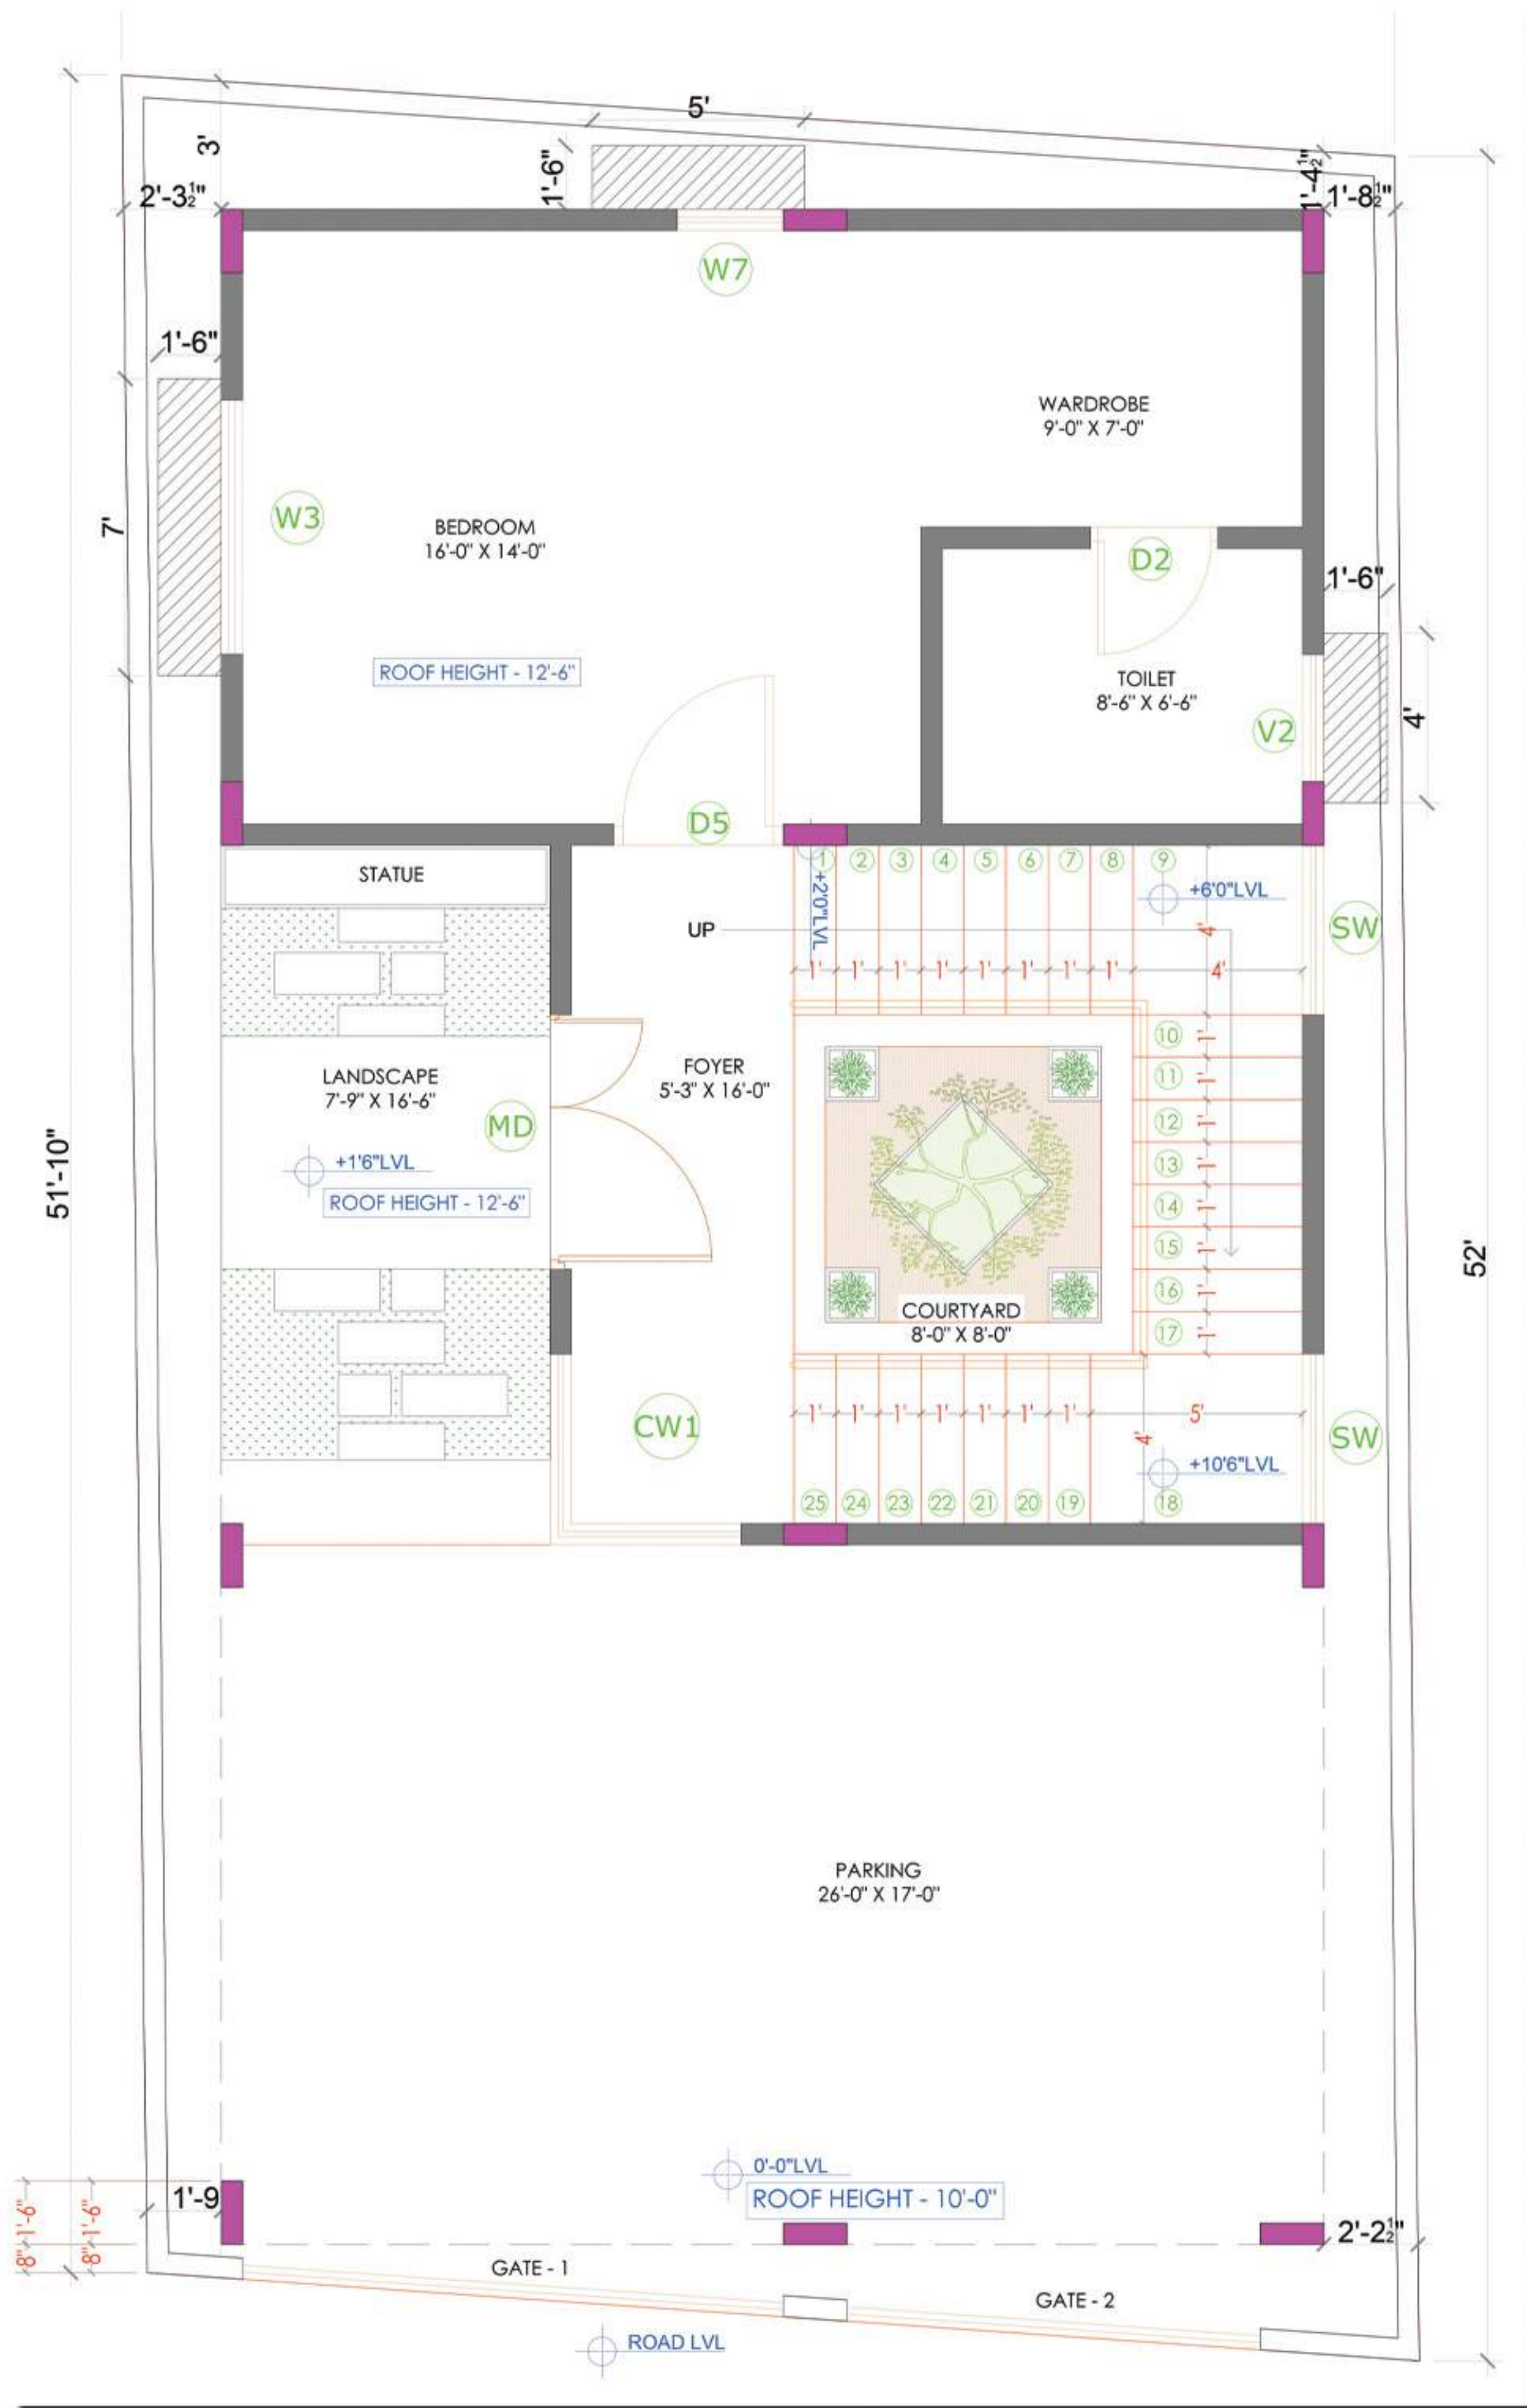 5'
3'
1'-6"
1'-4½"
2'-3½"
1'-8½"
W7
1'-6"
WARDROBE
9'-0" X 7'-0"
7'
W3
BEDROOM
16'-0" X 14'-0"
D2
1'-6"
ROOF HEIGHT - 12'-6"
TOILET
8'-6" X 6'-6"
V2
4'
D5
STATUE
1 2 3 4 5 6 7 8 9
+2'0"LVL
+6'0"LVL
UP
4'
SW
1' 1' 1' 1' 1' 1' 1' 1' 4'
10 1'
FOYER
5'-3" X 16'-0"
LANDSCAPE
7'-9" X 16'-6"
11 1'
MD
12 1'
+1'6"LVL
13 1'
ROOF HEIGHT - 12'-6"
14 1'
51'-10"
15 1'
52'
16 1'
COURTYARD
8'-0" X 8'-0"
17 1'
CW1
1' 1' 1' 1' 1' 1' 1' 5'
4'
SW
+10'6"LVL
25 24 23 22 21 20 19 18
PARKING
26'-0" X 17'-0"
0'-0"LVL
ROOF HEIGHT - 10'-0"
1'-6" 1'-6"
1'-9
8" 8"
2'-2½"
GATE - 1
GATE - 2
ROAD LVL